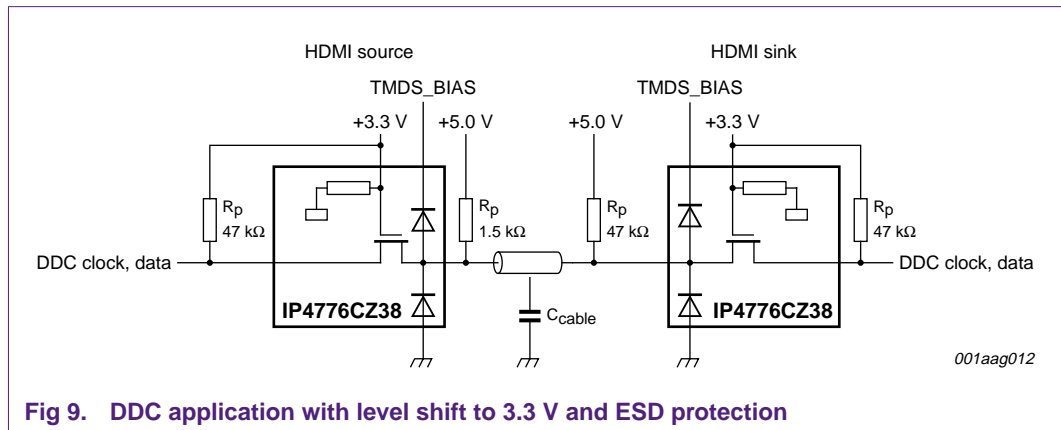 HDMI source
HDMI sink
TMDS_BIAS
TMDS_BIAS
+3.3 V
+5.0 V
+5.0 V
+3.3 V
Rp
47 kΩ
Rp
1.5 kΩ
Rp
47 kΩ
Rp
47 kΩ
DDC clock, data
DDC clock, data
IP4776CZ38
Ccable
IP4776CZ38
001aag012
Fig 9. DDC application with level shift to 3.3 V and ESD protection